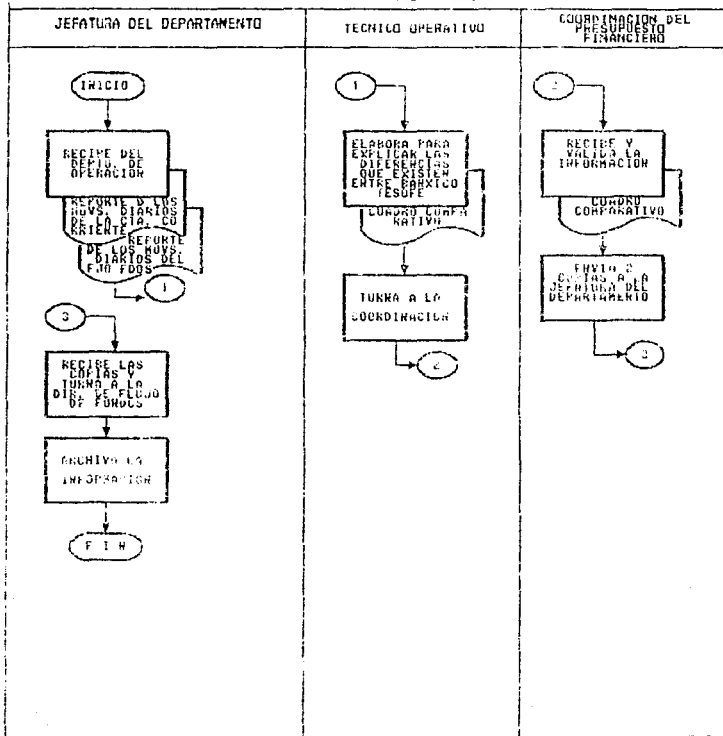 JEFATURA DEL DEPARTAMENTO
TECNICO OPERATIVO
COORDINACION DEL
PRESUPUESTO
FINANCIERO
INICIO
RECIBE DEL
DEPTO. DE
OPERACION
REPORTE D LOS
MOVS. DIARIOS
DE LA CTA. CO
RRIENTE
REPORTE
DE LOS MOVS.
DIARIOS DEL
FJO FDOS
1
3
RECIBE LAS
COPIAS Y
TURNA A LA
DIR. DE FLUJO
DE FONDOS
ARCHIVA LA
INFORMACION
F I N
1
ELABORA PARA
EXPLICAR LAS
DIFERENCIAS
QUE EXISTEN
ENTRE BANXICO
TESOFE
CUADRO COMPA
RATIVO
TURNA A LA
COORDINACION
2
2
RECIBE Y
VALIDA LA
INFORMACION
CUADRO
COMPARATIVO
ENVIA 2
COPIAS A LA
JEFATURA DEL
DEPARTAMENTO
3